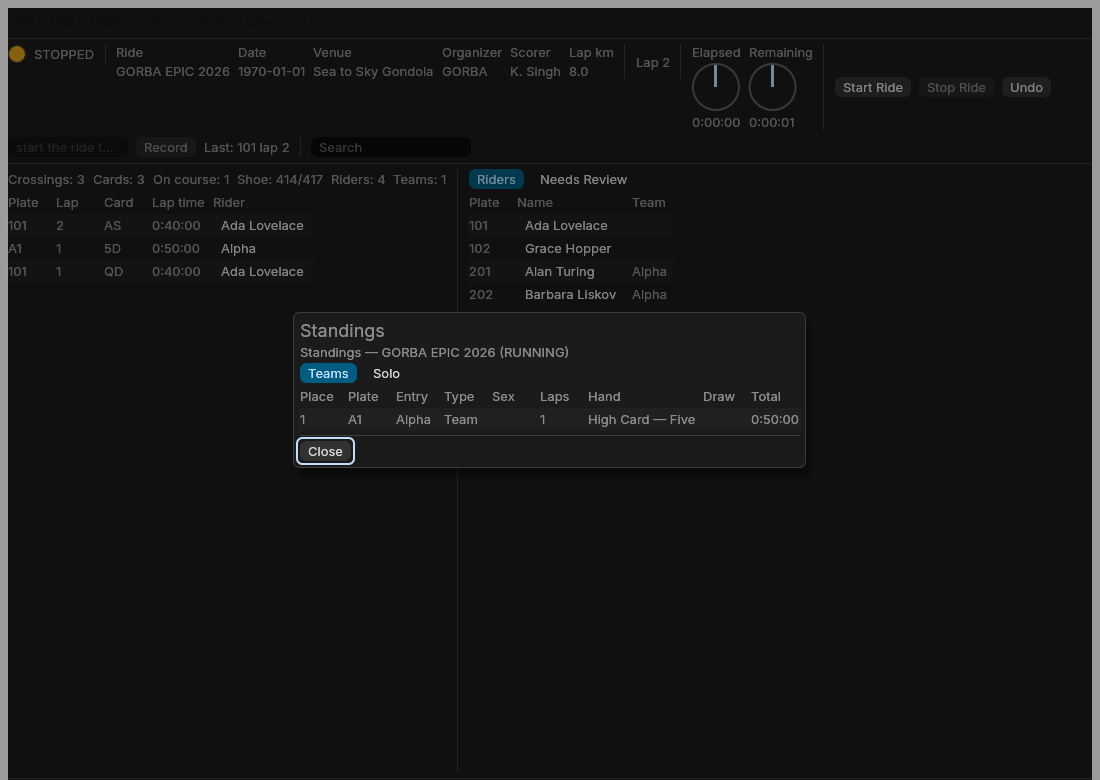 STOPPED
Ride Date Venue Organizer Scorer Lap km
GORBA EPIC 2026 1970-01-01 Sea to Sky Gondola GORBA K. Singh 8.0
Lap 2
Elapsed Remaining
0:00:00 0:00:01
Start Ride Stop Ride Undo
start the ride t... Record Last: 101 lap 2 Search
Crossings: 3 Cards: 3 On course: 1 Shoe: 414/417 Riders: 4 Teams: 1
Plate Lap Card Lap time Rider
101 2 AS 0:40:00 Ada Lovelace
A1 1 5D 0:50:00 Alpha
101 1 QD 0:40:00 Ada Lovelace
Riders Needs Review
Plate Name Team
101 Ada Lovelace
102 Grace Hopper
201 Alan Turing Alpha
202 Barbara Liskov Alpha
Standings
Standings — GORBA EPIC 2026 (RUNNING)
Teams Solo
Place Plate Entry Type Sex Laps Hand Draw Total
1 A1 Alpha Team 1 High Card — Five 0:50:00
Close